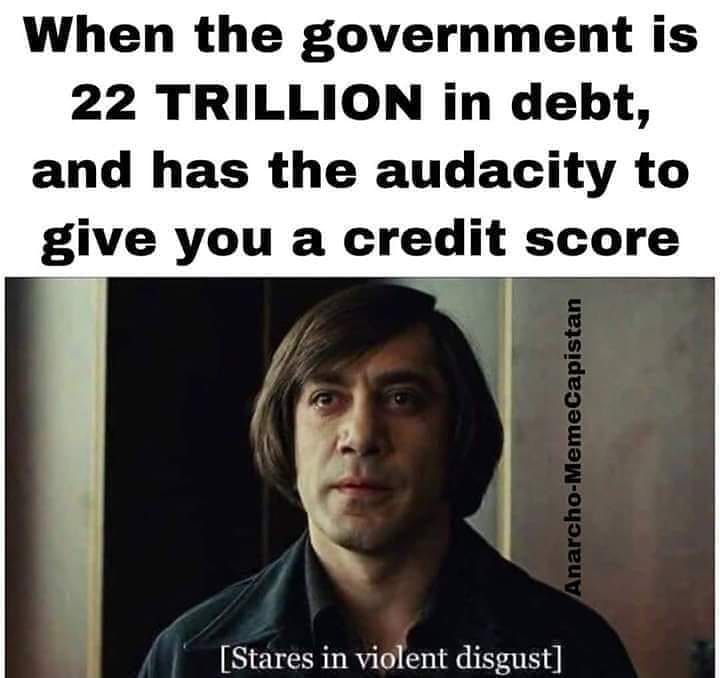 When the government is
22 TRILLION in debt,
and has the audacity to
give you a credit score
Anarcho-MemeCapistan
[Stares in violent disgust]